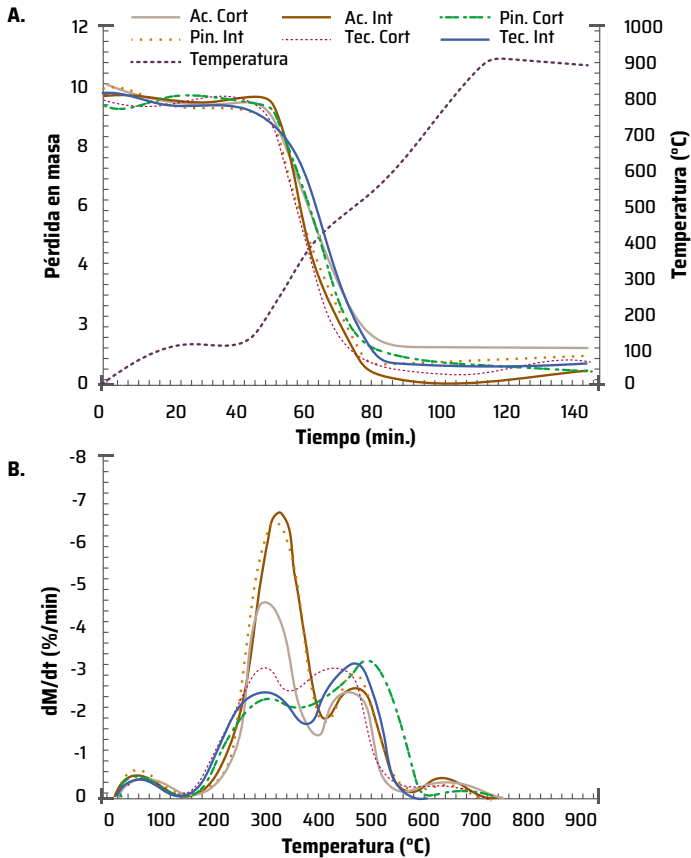 A.
Ac. Cort Ac. Int Pin. Cort
Pin. Int Tec. Cort Tec. Int
Temperatura
12
10
8
6
4
3
0
Pérdida en masa
1000
900
800
700
600
500
400
300
200
100
0
Temperatura (ºC)
0 20 40 60 80 100 120 140
Tiempo (min.)
B.
-8
-7
-6
-5
-4
-3
-2
-1
0
dM/dt (%/min)
0 100 200 300 400 500 600 700 800 900
Temperatura (ºC)